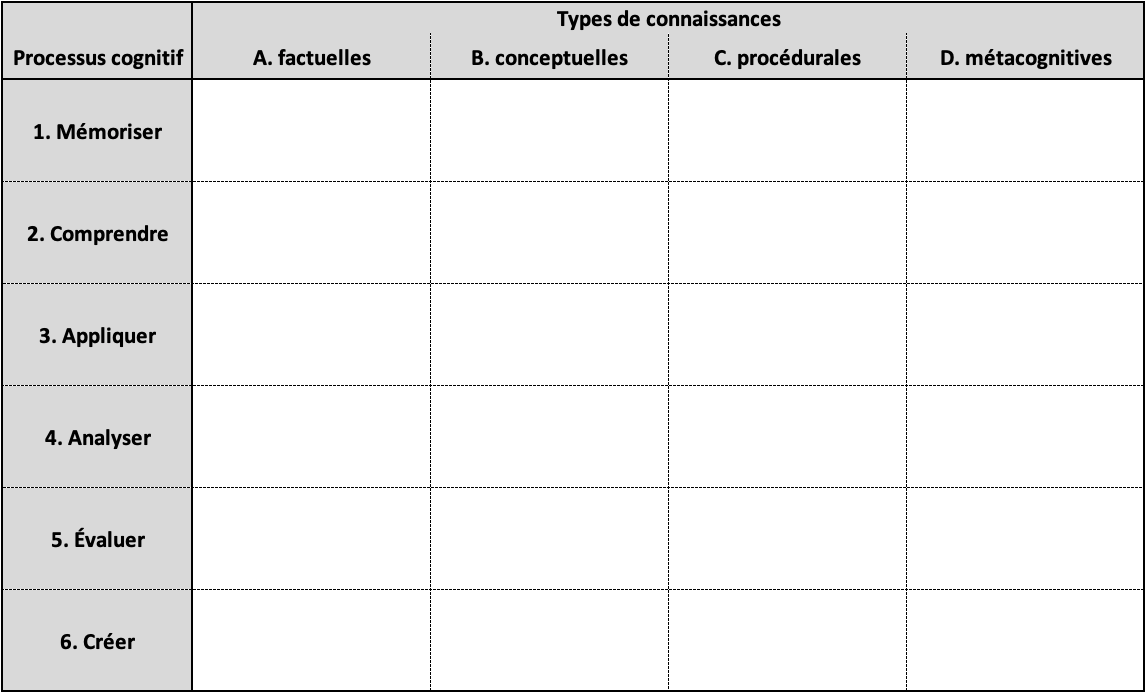 Types de connaissances
Processus cognitif A. factuelles B. conceptuelles C. procédurales D. métacognitives
1. Mémoriser
2. Comprendre
3. Appliquer
4. Analyser
5. Évaluer
6. Créer